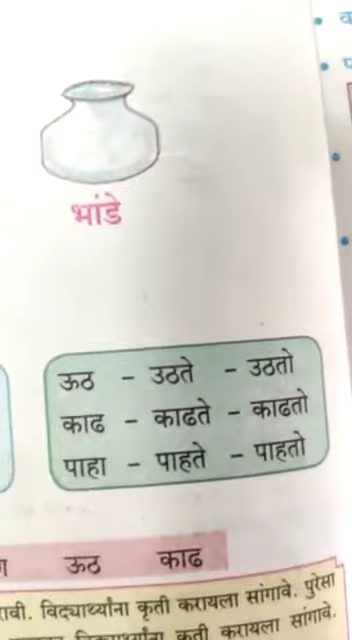 भांडे
ऊठ - उठते - उठतो
काढ - काढते - काढतो
पाहा - पाहते - पाहतो
ऊठ काढ
विद्यार्थ्यांना कृती करायला सांगावे. पुरेसा
कृती करायला सांगावे.